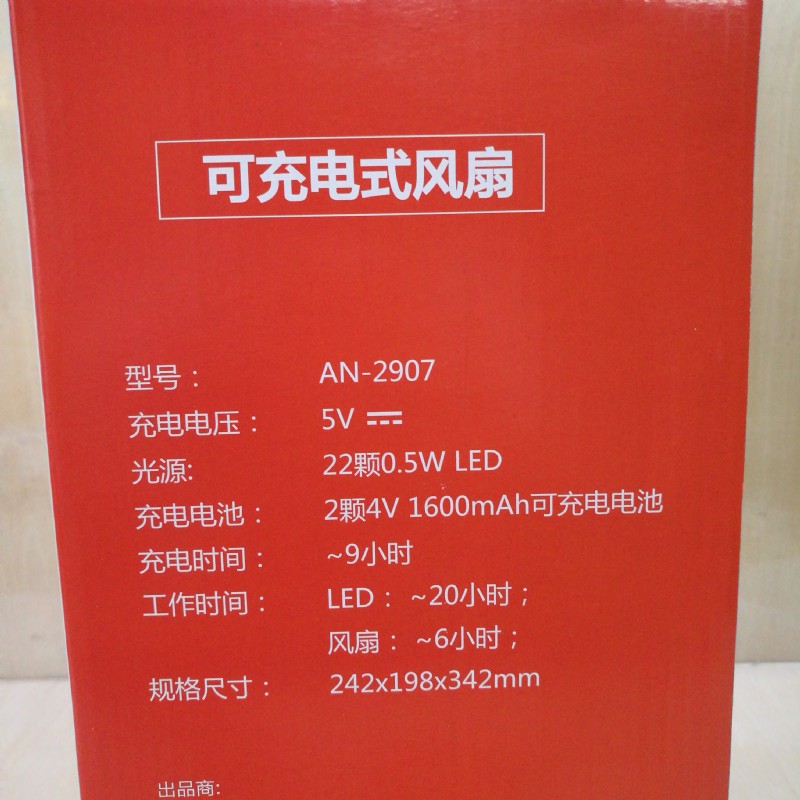 可充电式风扇
型号： AN-2907
充电电压： 5V
光源: 22颗0.5W LED
充电电池： 2颗4V 1600mAh可充电电池
充电时间： ~9小时
工作时间： LED： ~20小时；
风扇： ~6小时；
规格尺寸： 242x198x342mm
出品商: